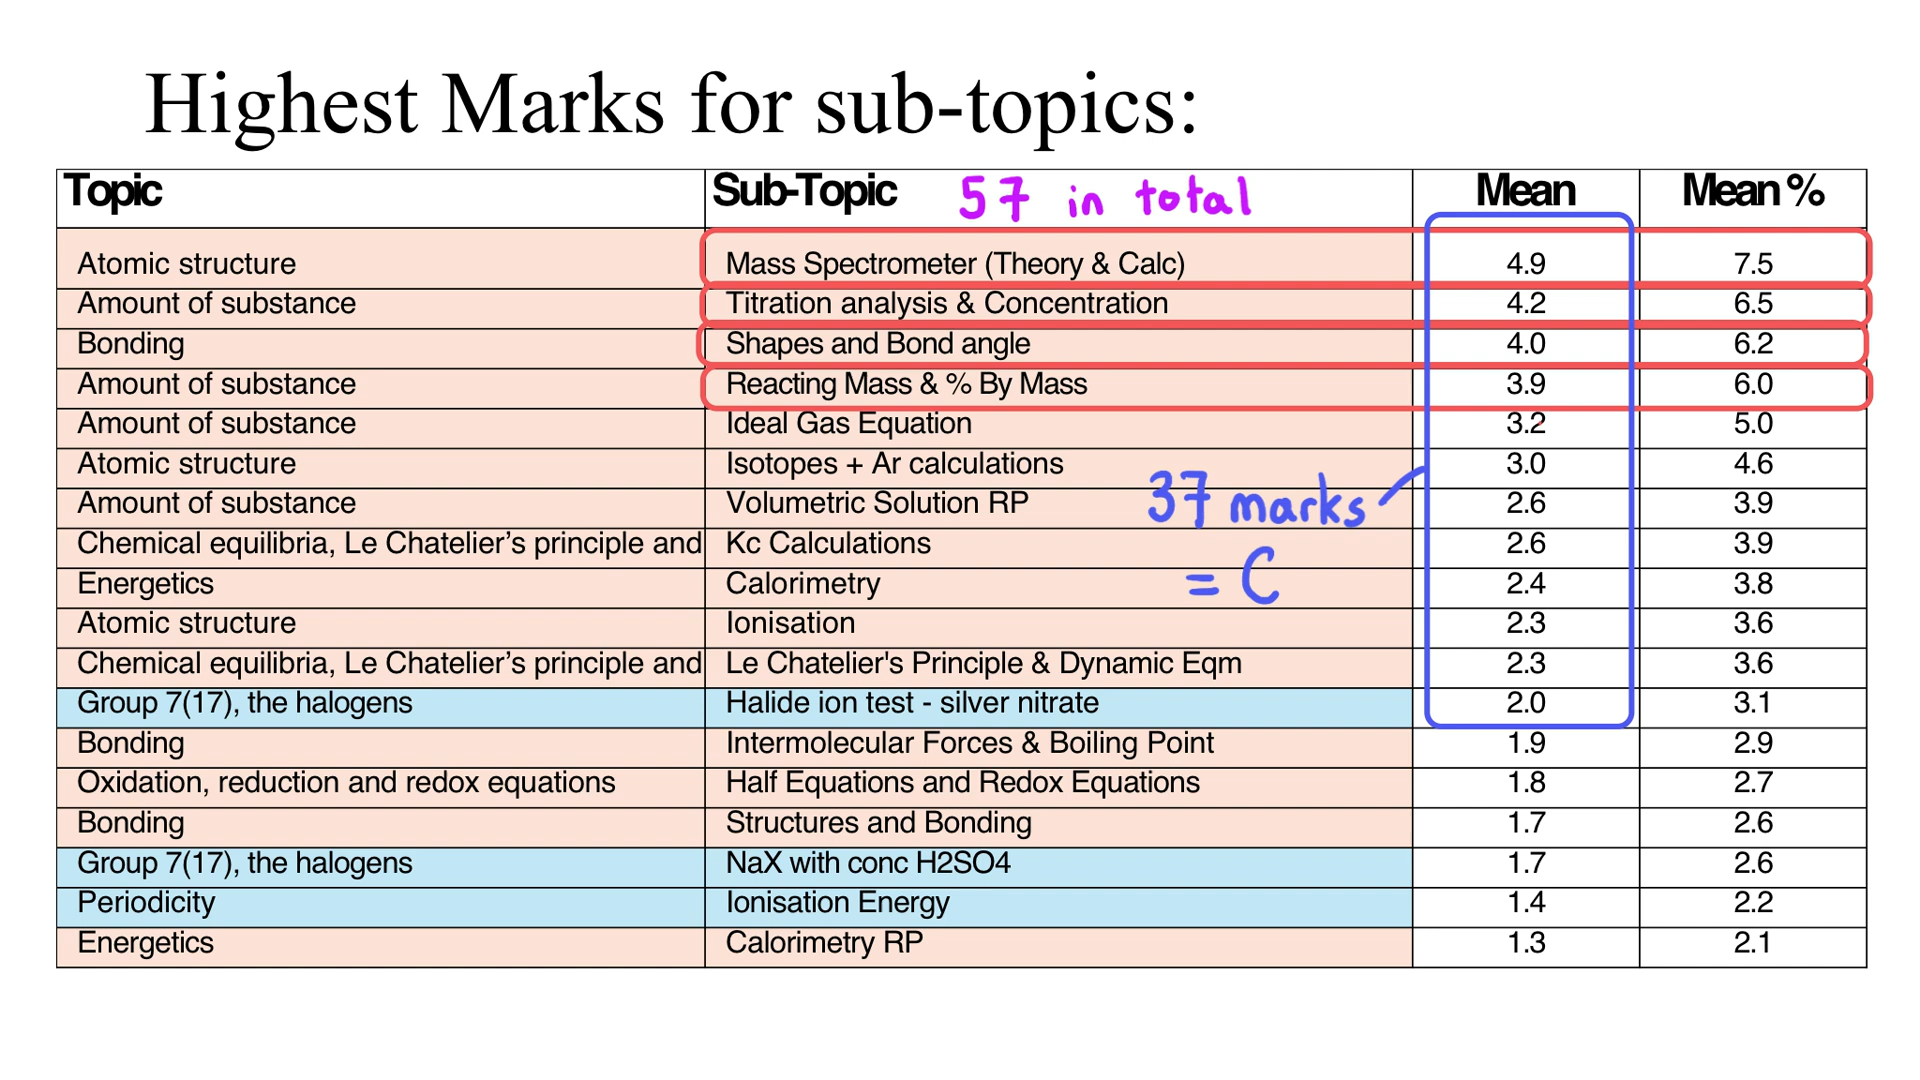 Highest Marks for sub-topics:
Topic Sub-Topic 57 in total Mean Mean %
Atomic structure Mass Spectrometer (Theory & Calc) 4.9 7.5
Amount of substance Titration analysis & Concentration 4.2 6.5
Bonding Shapes and Bond angle 4.0 6.2
Amount of substance Reacting Mass & % By Mass 3.9 6.0
Amount of substance Ideal Gas Equation 3.2 5.0
Atomic structure Isotopes + Ar calculations 3.0 4.6
Amount of substance Volumetric Solution RP 37 marks 2.6 3.9
Chemical equilibria, Le Chatelier’s principle and Kc Calculations 2.6 3.9
Energetics Calorimetry = C 2.4 3.8
Atomic structure Ionisation 2.3 3.6
Chemical equilibria, Le Chatelier’s principle and Le Chatelier's Principle & Dynamic Eqm 2.3 3.6
Group 7(17), the halogens Halide ion test - silver nitrate 2.0 3.1
Bonding Intermolecular Forces & Boiling Point 1.9 2.9
Oxidation, reduction and redox equations Half Equations and Redox Equations 1.8 2.7
Bonding Structures and Bonding 1.7 2.6
Group 7(17), the halogens NaX with conc H2SO4 1.7 2.6
Periodicity Ionisation Energy 1.4 2.2
Energetics Calorimetry RP 1.3 2.1